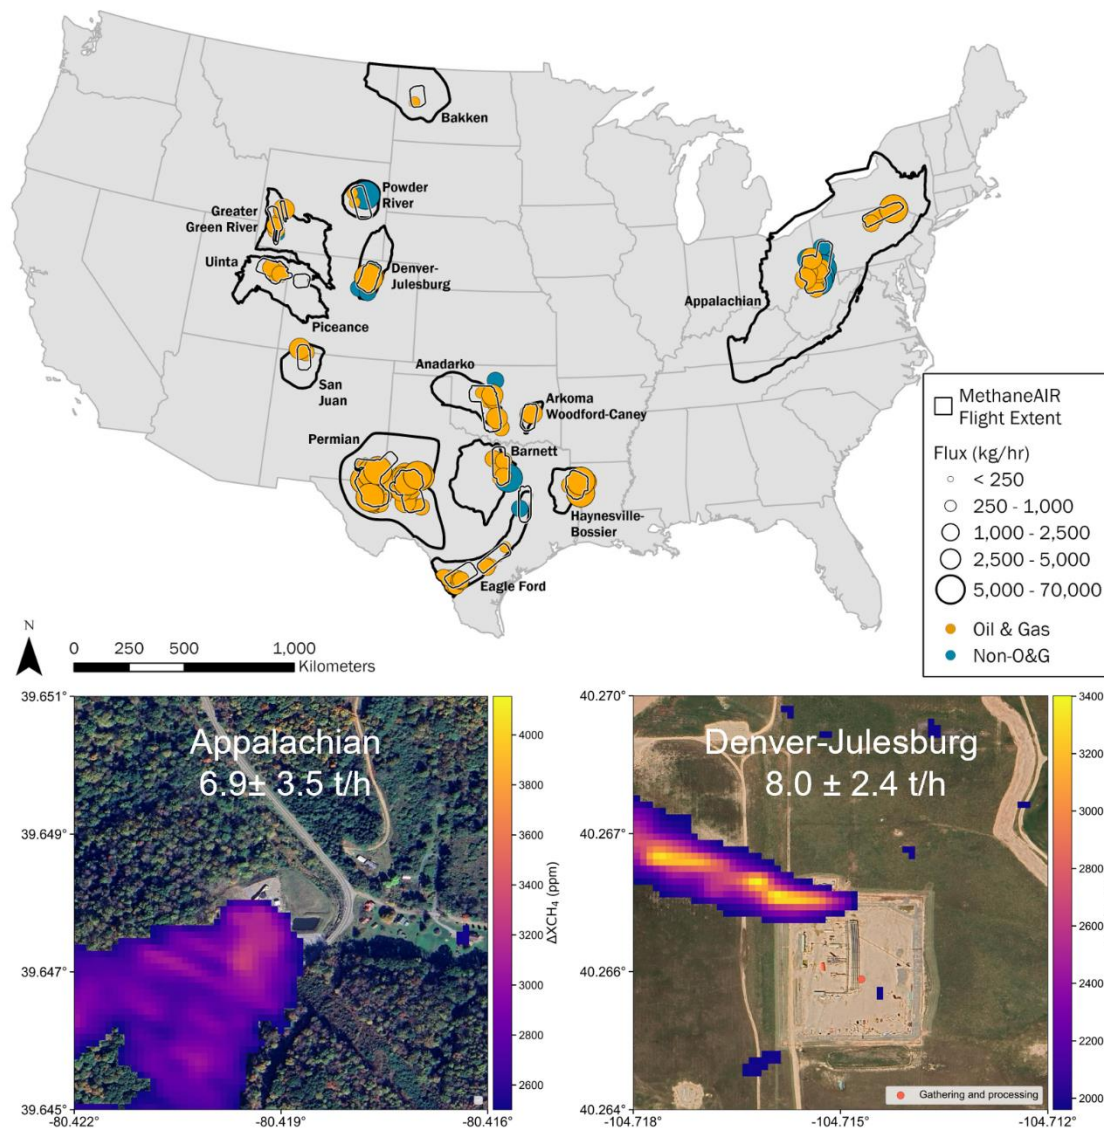 Bakken
Powder
River
Greater
Green River
Uinta
Denver-
Julesburg
Piceance
Appalachian
San
Juan
Anadarko
Arkoma
Woodford-Caney
Permian
Barnett
Haynesville-
Bossier
Eagle Ford
MethaneAIR
Flight Extent
Flux (kg/hr)
< 250
250 - 1,000
1,000 - 2,500
2,500 - 5,000
5,000 - 70,000
Oil & Gas
Non-O&G
N
0 250 500 1,000
Kilometers
39.651°
39.649°
39.647°
39.645°
-80.422° -80.419° -80.416°
Appalachian
6.9± 3.5 t/h
4000
3800
3600
3400
3200
3000
2800
2600
ΔXCH₄ (ppm)
40.270°
40.267°
40.266°
40.264°
-104.718° -104.715° -104.712°
Denver-Julesburg
8.0 ± 2.4 t/h
Gathering and processing
3400
3200
3000
2800
2600
2400
2200
2000